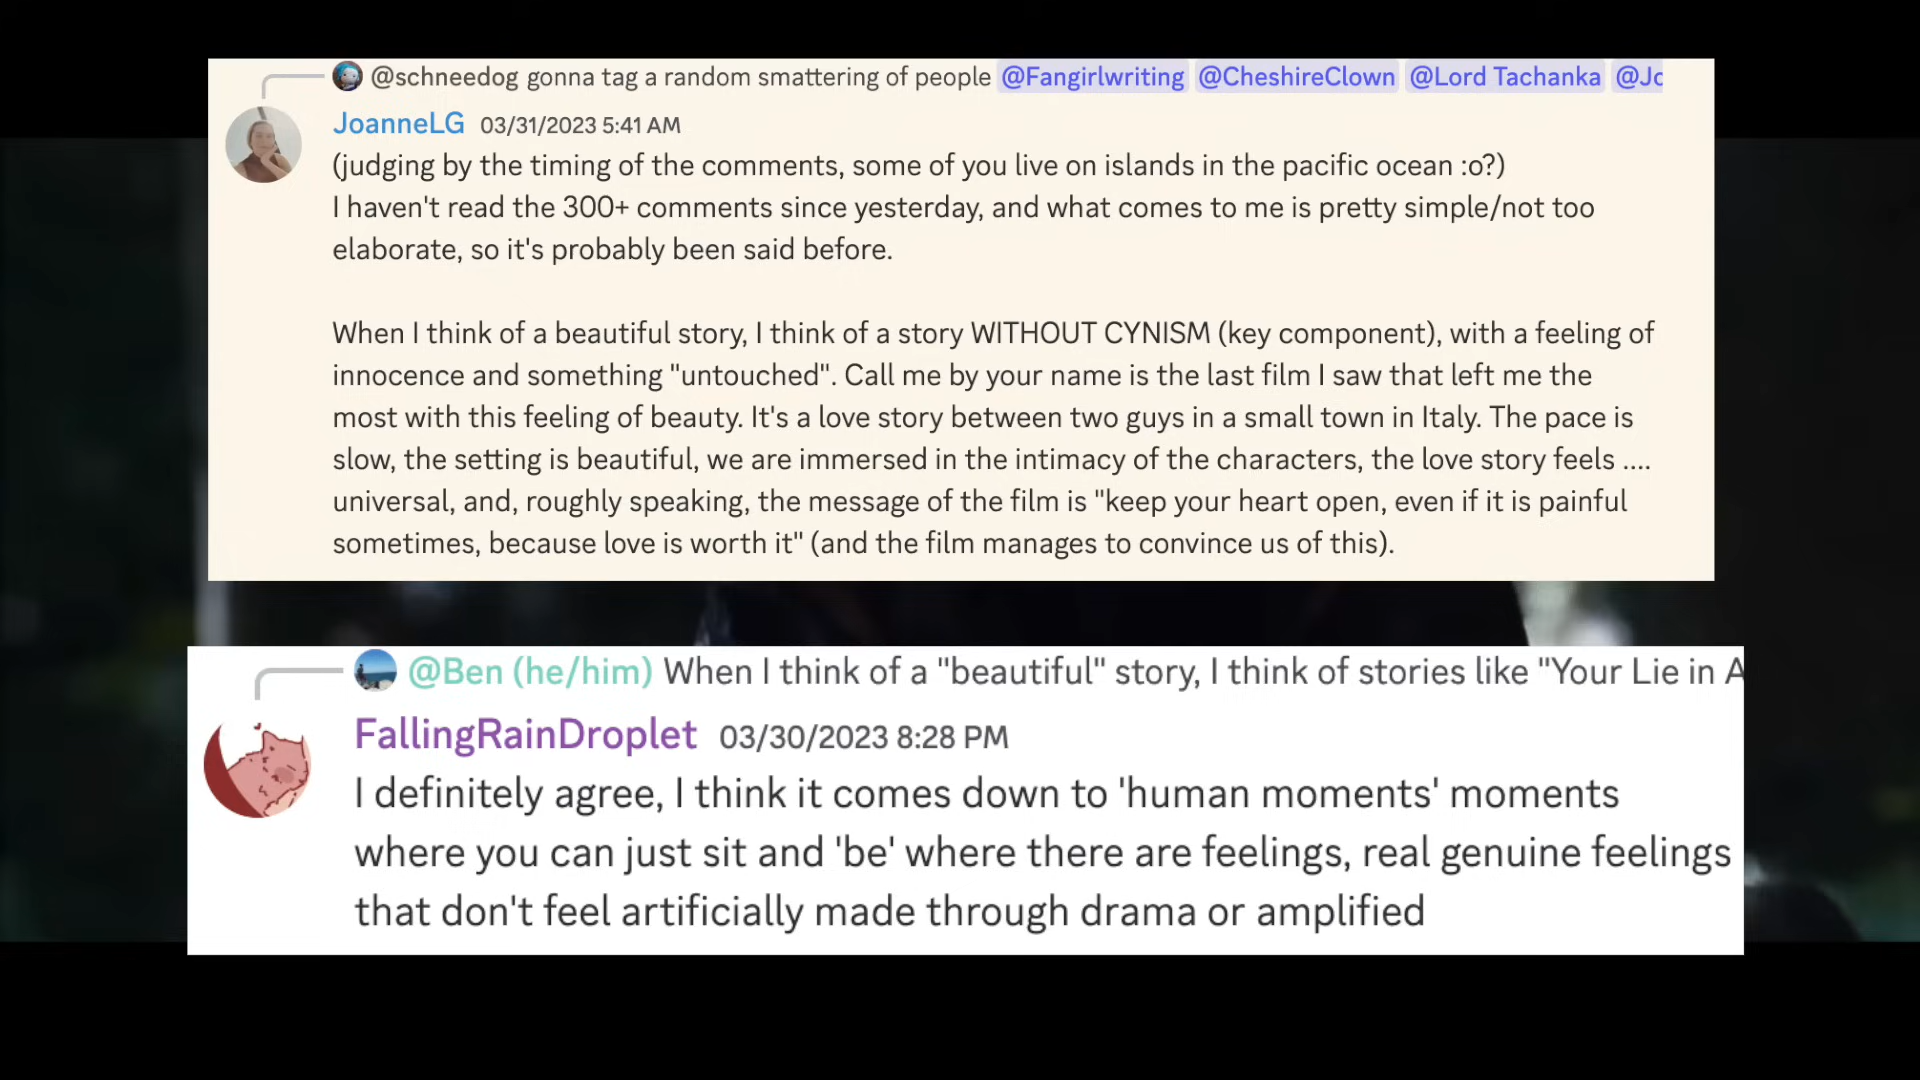 @schneedog gonna tag a random smattering of people @Fangirlwriting @CheshireClown @Lord Tachanka @Jc
JoanneLG 03/31/2023 5:41 AM
(judging by the timing of the comments, some of you live on islands in the pacific ocean :o?)
I haven't read the 300+ comments since yesterday, and what comes to me is pretty simple/not too
elaborate, so it's probably been said before.
When I think of a beautiful story, I think of a story WITHOUT CYNISM (key component), with a feeling of
innocence and something "untouched". Call me by your name is the last film I saw that left me the
most with this feeling of beauty. It's a love story between two guys in a small town in Italy. The pace is
slow, the setting is beautiful, we are immersed in the intimacy of the characters, the love story feels ....
universal, and, roughly speaking, the message of the film is "keep your heart open, even if it is painful
sometimes, because love is worth it" (and the film manages to convince us of this).
@Ben (he/him) When I think of a "beautiful" story, I think of stories like "Your Lie in A
FallingRainDroplet 03/30/2023 8:28 PM
I definitely agree, I think it comes down to 'human moments' moments
where you can just sit and 'be' where there are feelings, real genuine feelings
that don't feel artificially made through drama or amplified